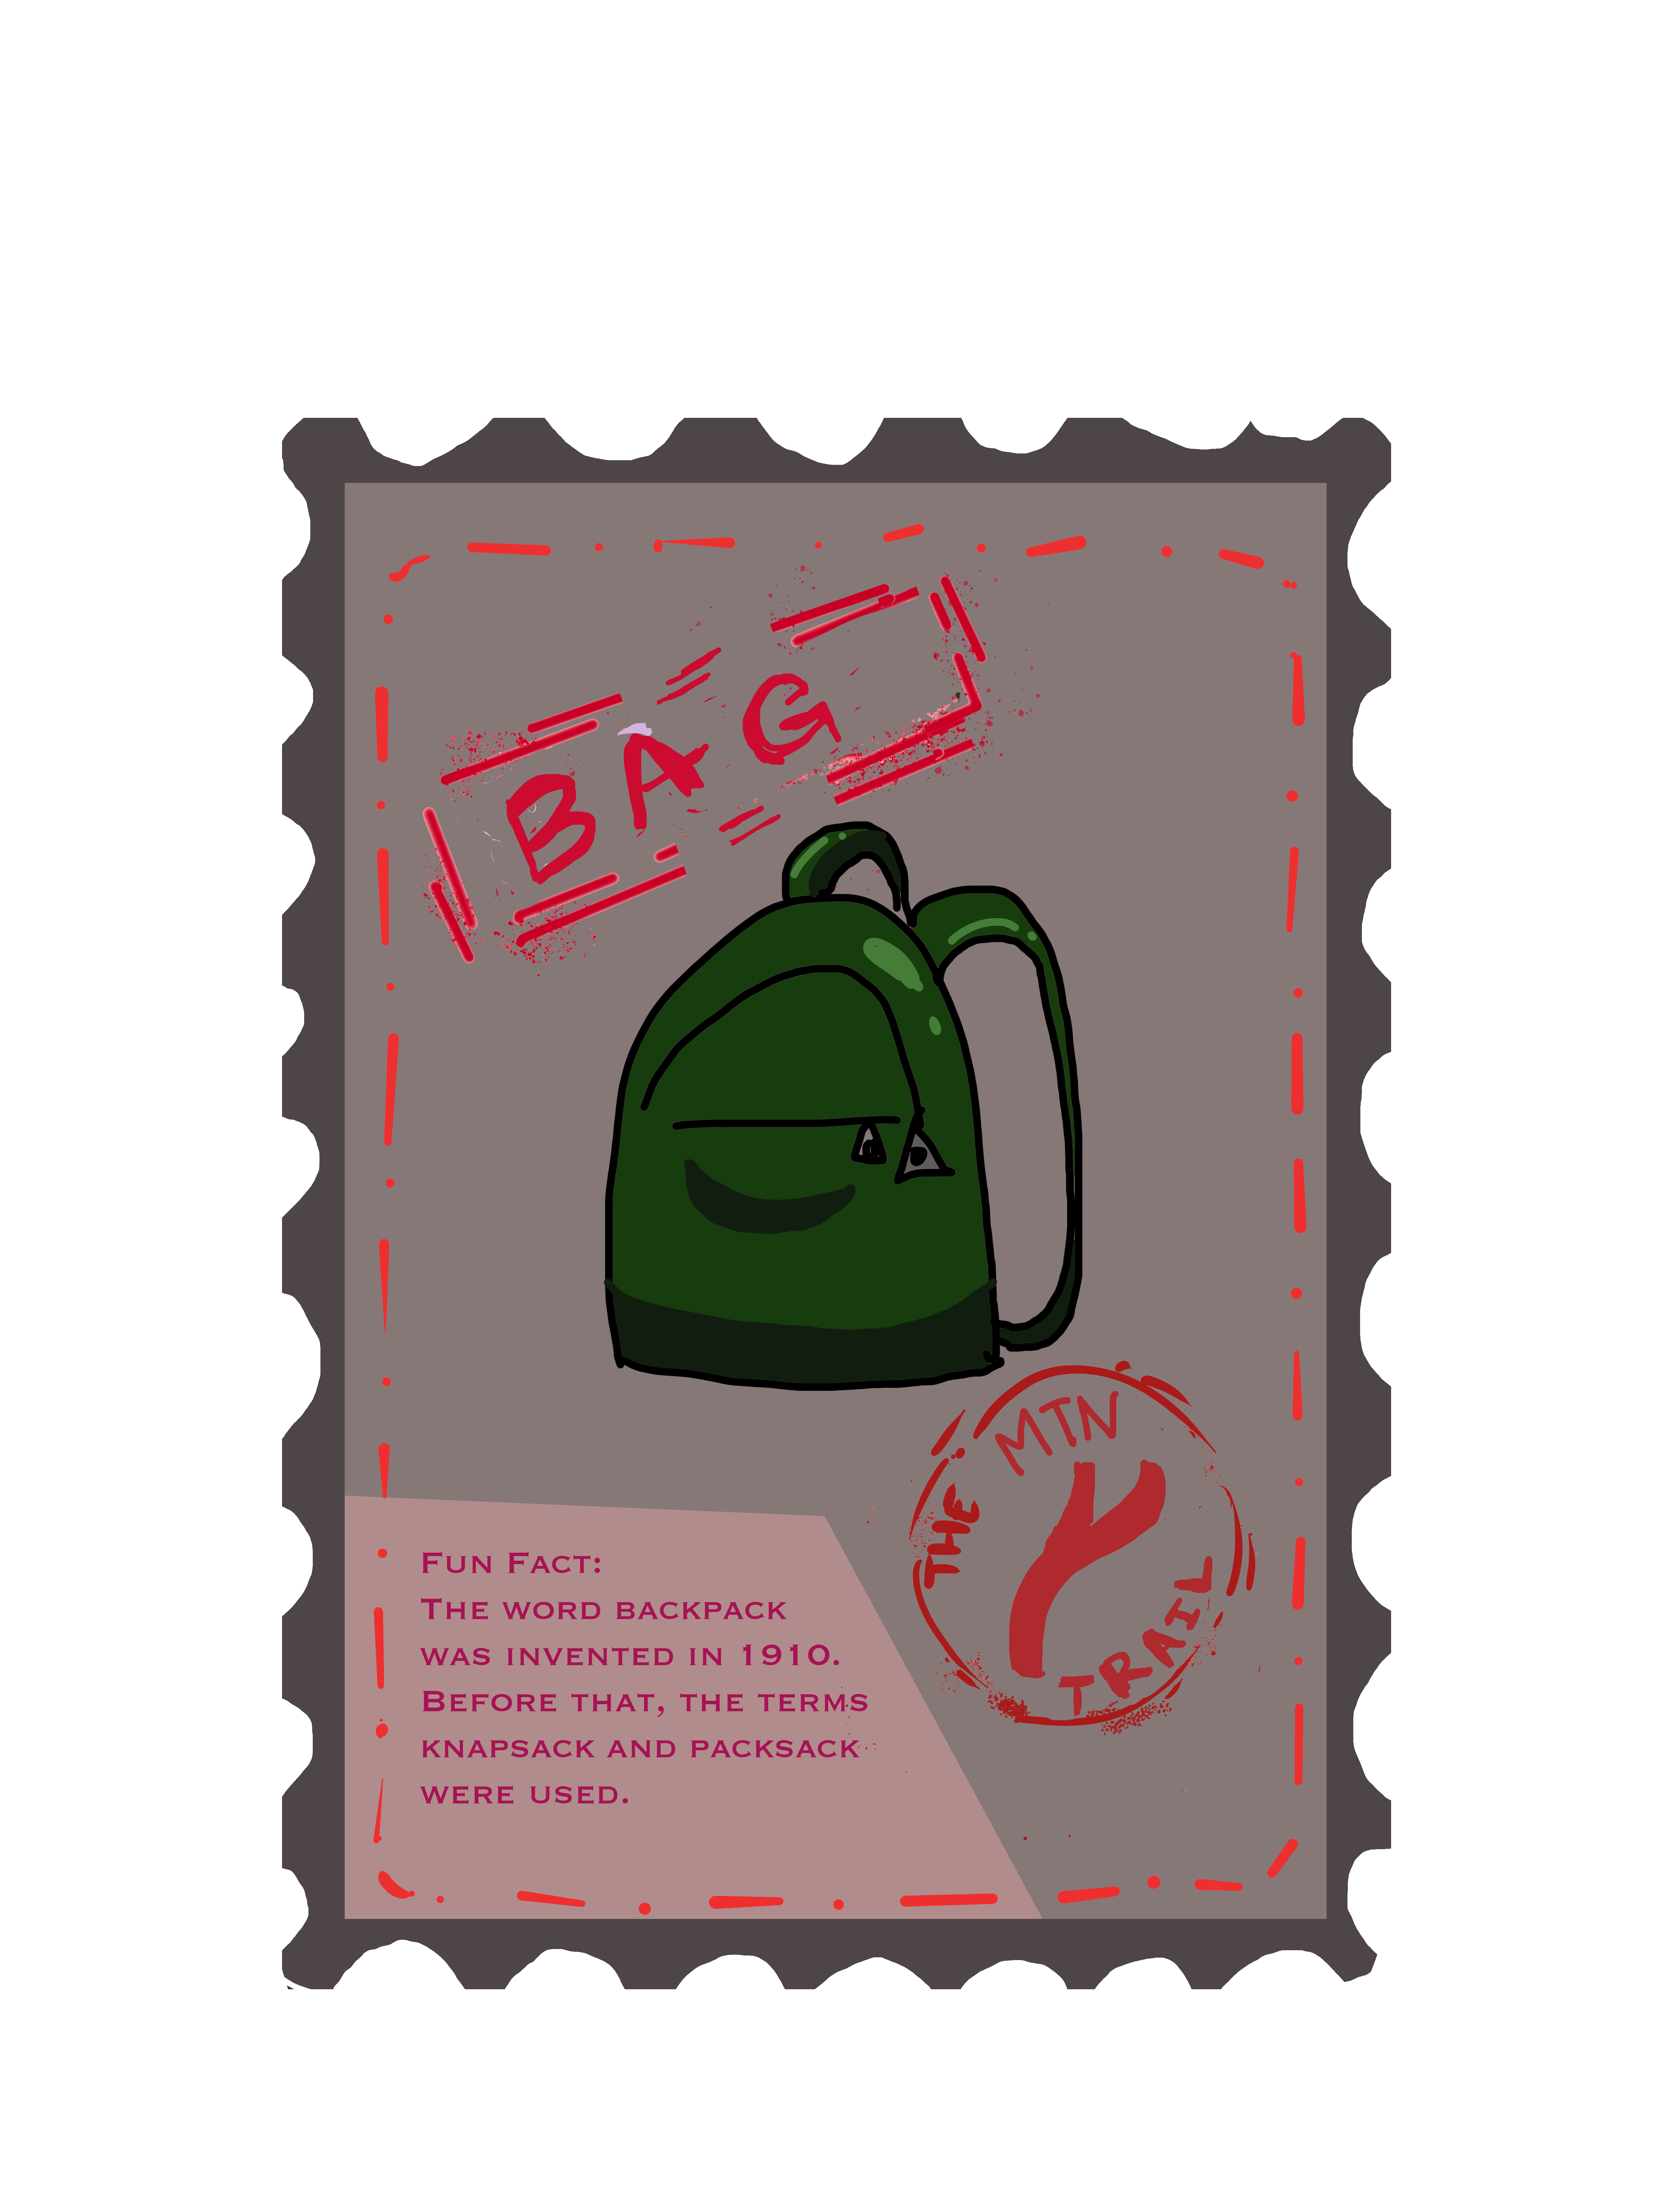 BAG
THE MTN
TRAIL
Fun Fact:
The word backpack
was invented in 1910.
Before that, the terms
knapsack and packsack
were used.